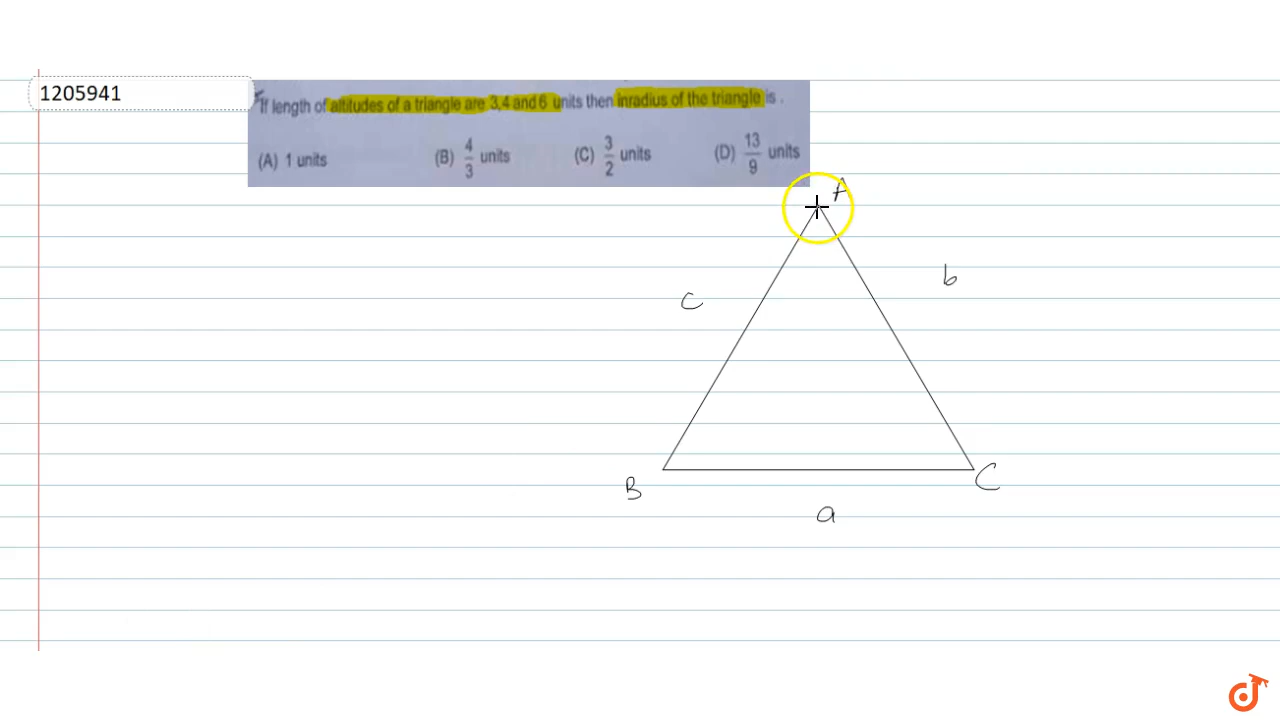 1205941
If length of altitudes of a triangle are 3,4 and 6 units then inradius of the triangle is .
(A) 1 units (B) 4/3 units (C) 3/2 units (D) 13/9 units
A
b
c
B
C
a